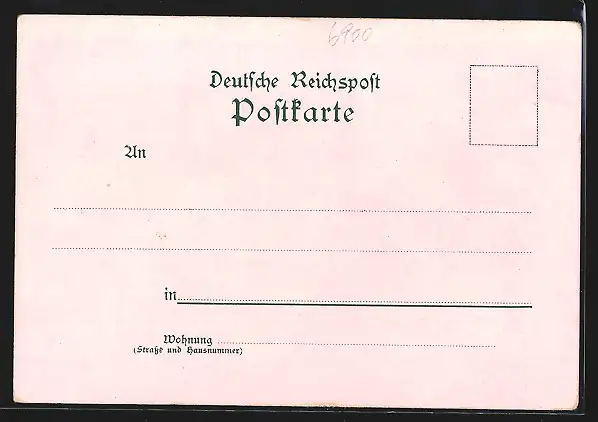 6900
Deutsche Reichspost
Postkarte
An
in
Wohnung
(Straße und Hausnummer)